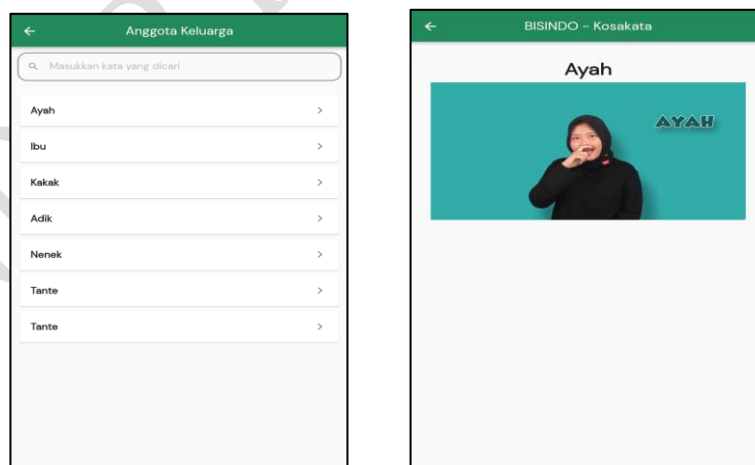 Anggota Keluarga
Masukkan kata yang dicari
Ayah
Ibu
Kakak
Adik
Nenek
Tante
Tante
BISINDO - Kosakata
Ayah
AYAH